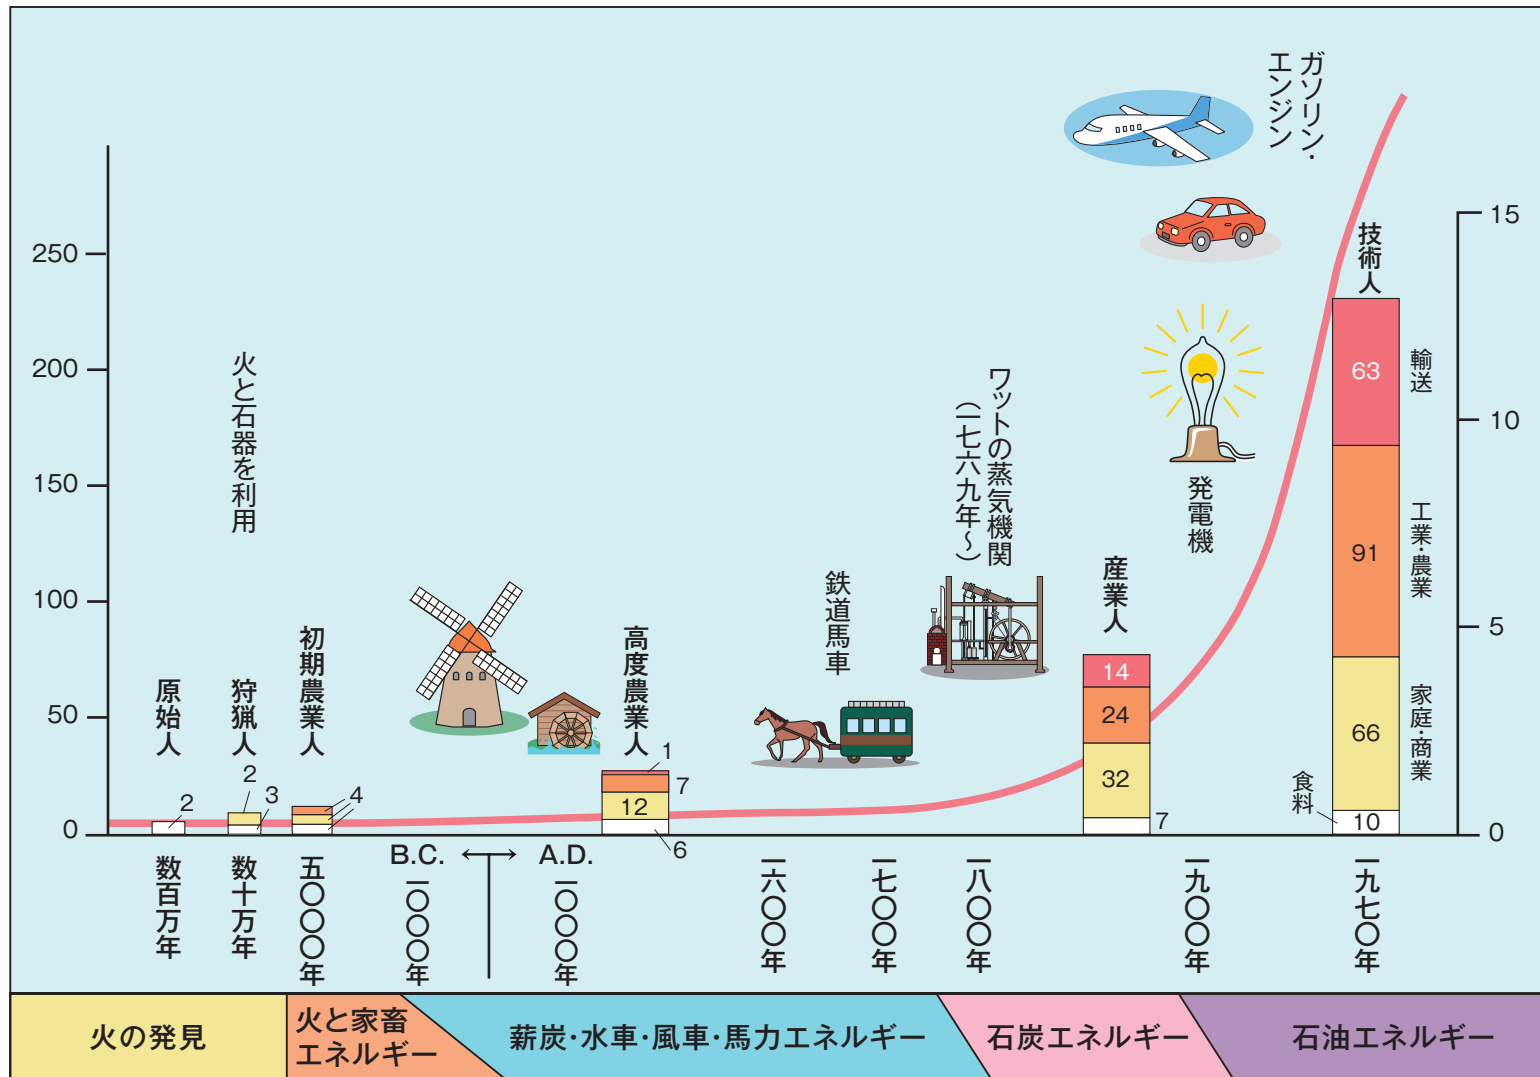 ガソリン・
エンジン
250
200
150
100
50
0
15
10
5
0
火と石器を利用
ワットの蒸気機関
（一七六九年～）
鉄道馬車
発電機
原始人
2
狩猟人
2
3
初期農業人
4
高度農業人
1
7
12
6
産業人
14
24
32
7
技術人
63
91
66
10
輸送
工業・農業
家庭・商業
食料
数百万年
数十万年
五〇〇〇年
B.C.
一〇〇〇年
A.D.
一〇〇〇年
一六〇〇年
一七〇〇年
一八〇〇年
一九〇〇年
一九七〇年
火の発見
火と家畜
エネルギー
薪炭・水車・風車・馬力エネルギー
石炭エネルギー
石油エネルギー